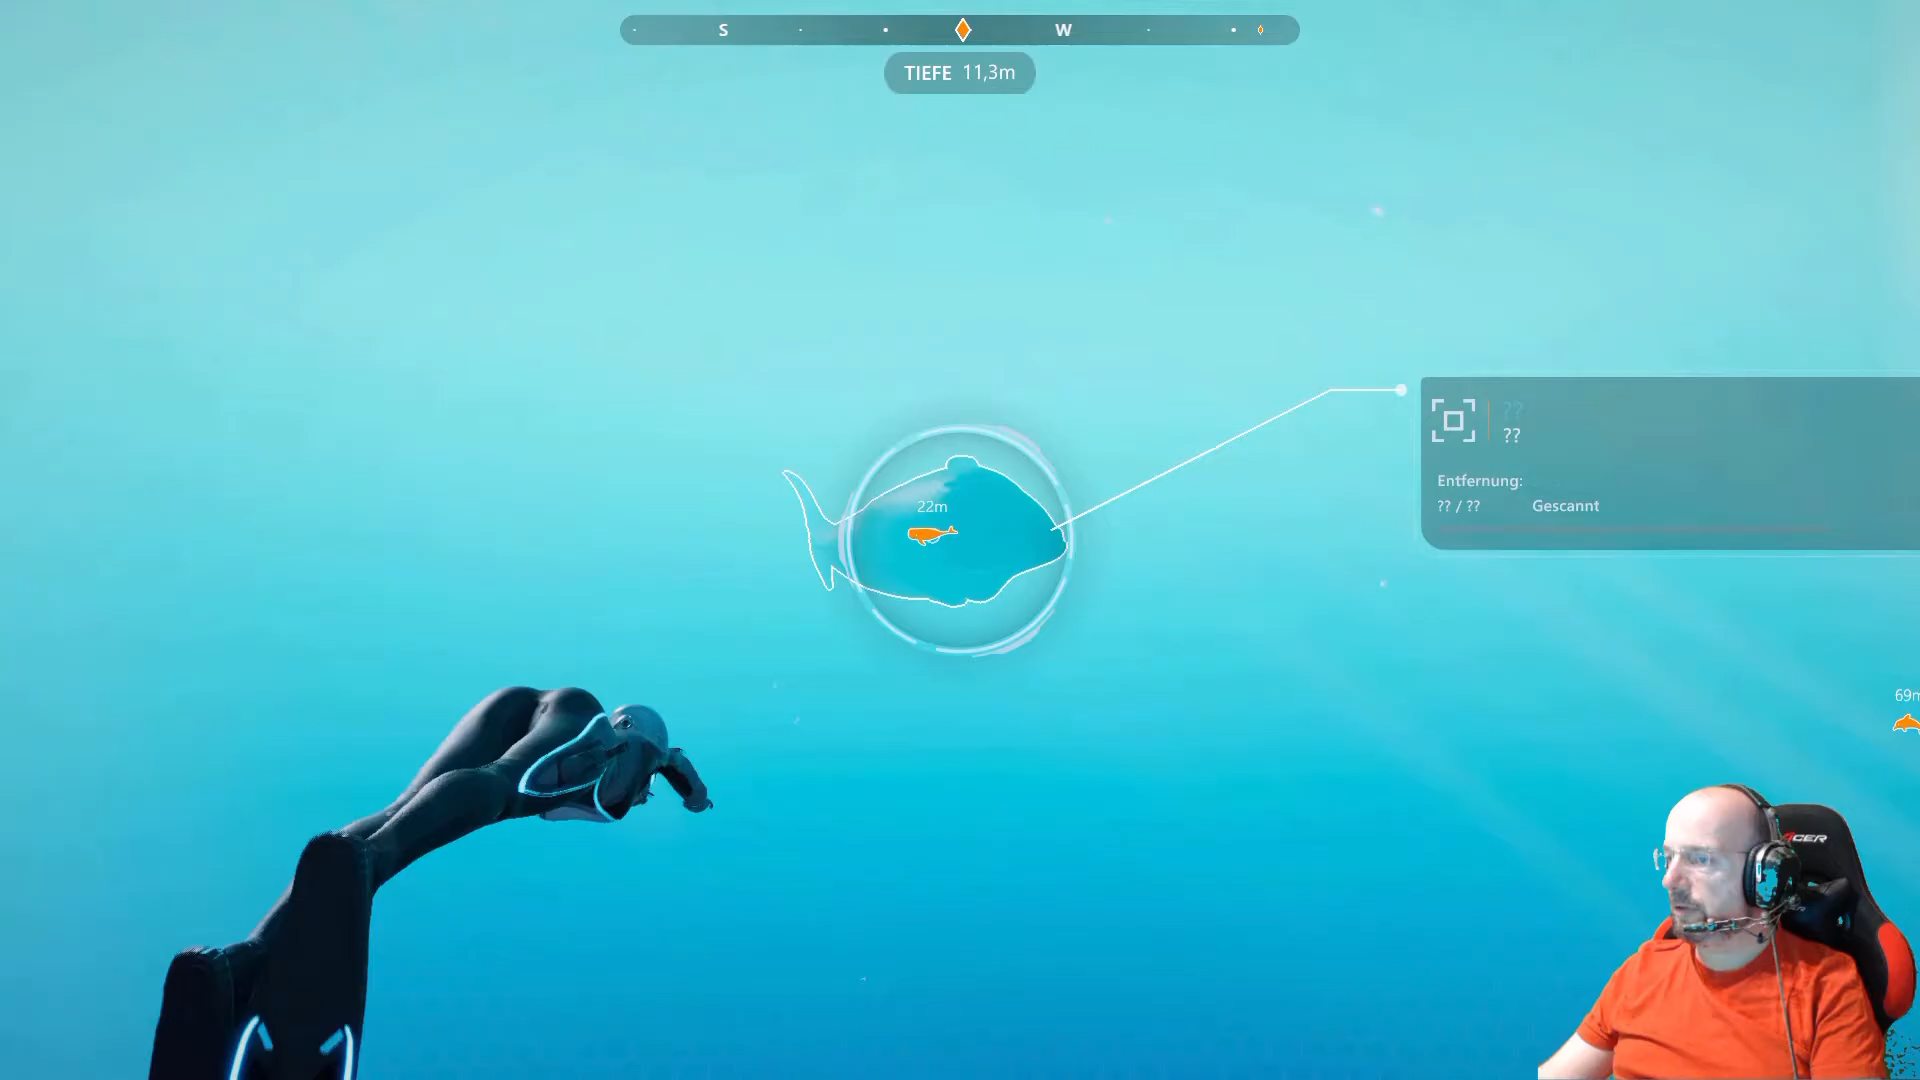 S W
TIEFE 11,3m
22m
??
??
Entfernung:
?? / ?? Gescannt
69m